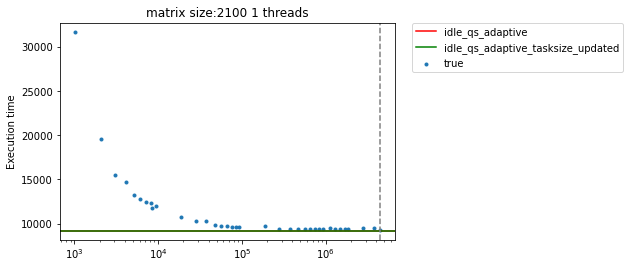 matrix size:2100 1 threads
idle_qs_adaptive
idle_qs_adaptive_tasksize_updated
true
Execution time
30000
25000
20000
15000
10000
10³ 10⁴ 10⁵ 10⁶